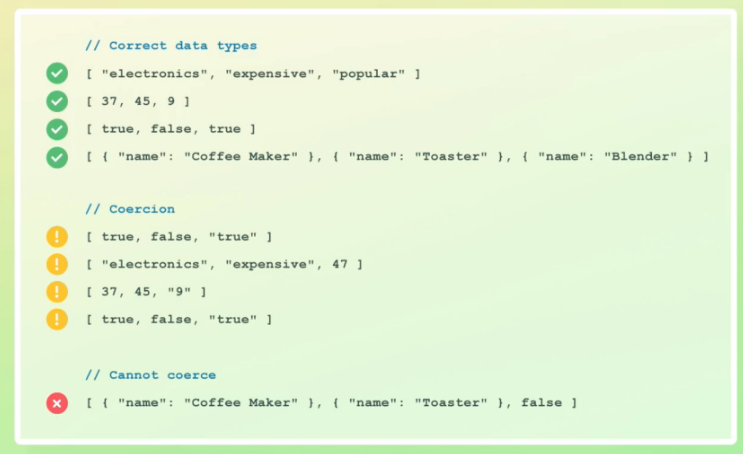 // Correct data types
[ "electronics", "expensive", "popular" ]
[ 37, 45, 9 ]
[ true, false, true ]
[ { "name": "Coffee Maker" }, { "name": "Toaster" }, { "name": "Blender" } ]
// Coercion
[ true, false, "true" ]
[ "electronics", "expensive", 47 ]
[ 37, 45, "9" ]
[ true, false, "true" ]
// Cannot coerce
[ { "name": "Coffee Maker" }, { "name": "Toaster" }, false ]